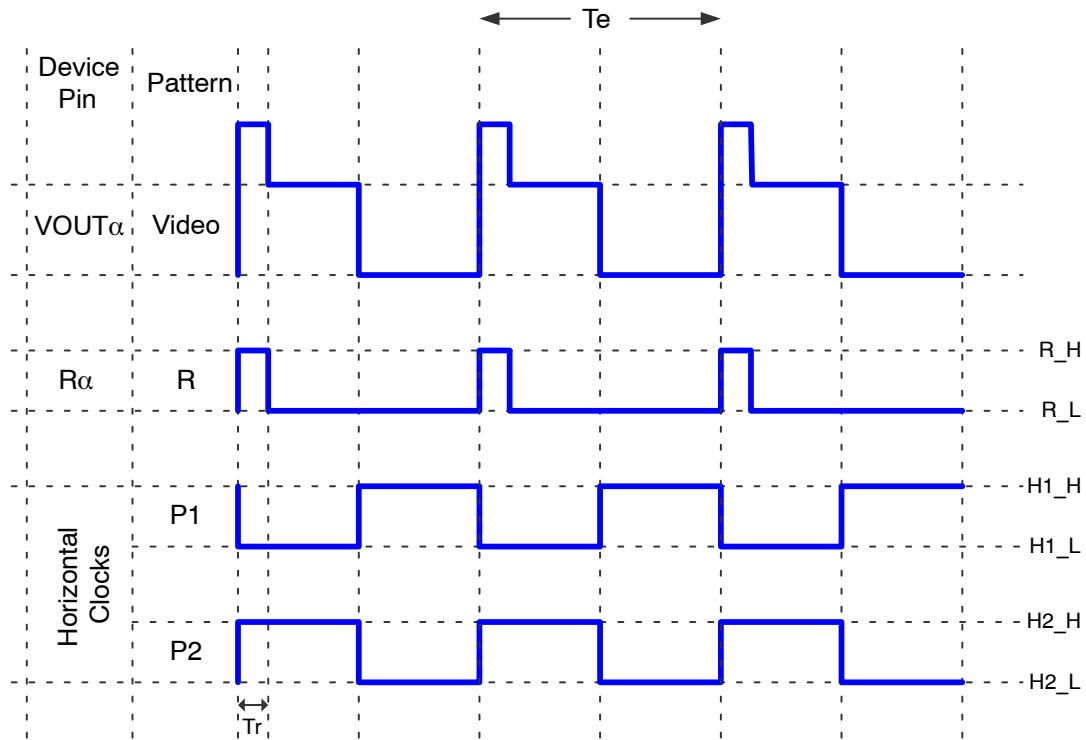 Te
Device
Pin
Pattern
VOUTα
Video
Rα
R
R_H
R_L
Horizontal
Clocks
P1
H1_H
H1_L
P2
H2_H
H2_L
Tr